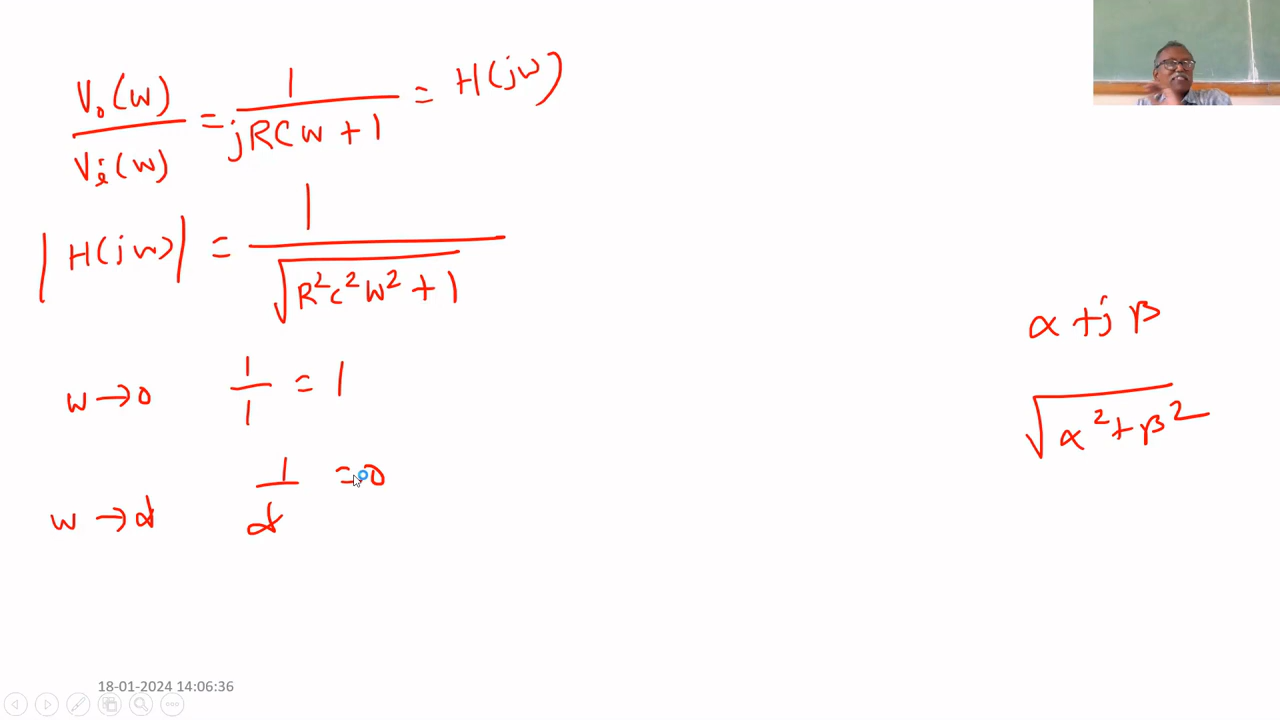 V₀(w) / Vᵢ(w) = 1 / (jRCw + 1) = H(jw)
|H(jw)| = 1 / √(R²C²W² + 1)
α + jβ
w → 0 1/1 = 1
√(α² + β²)
w → α 1/α = 0
18-01-2024 14:06:36